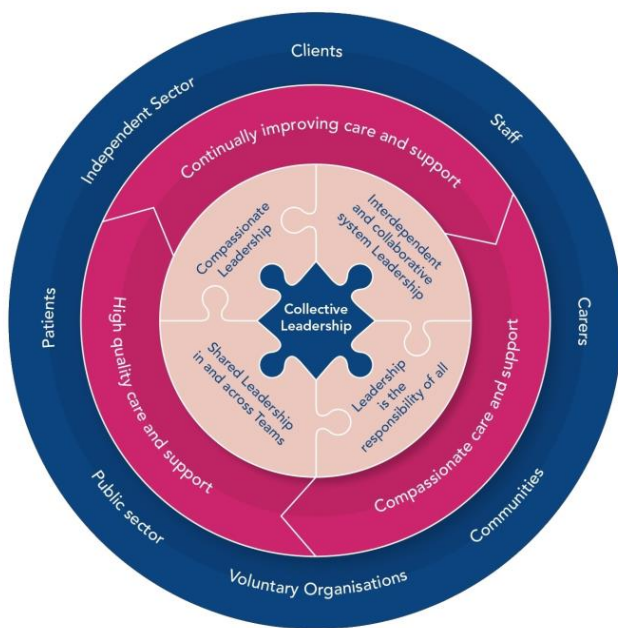 Clients
Staff
Carers
Communities
Voluntary Organisations
Public sector
Patients
Independent Sector
Continually improving care and support
Compassionate care and support
High quality care and support
Compassionate
Leadership
Interdependent
and collaborative
system Leadership
Leadership
is the
responsibility of all
Shared Leadership
in and across Teams
Collective
Leadership